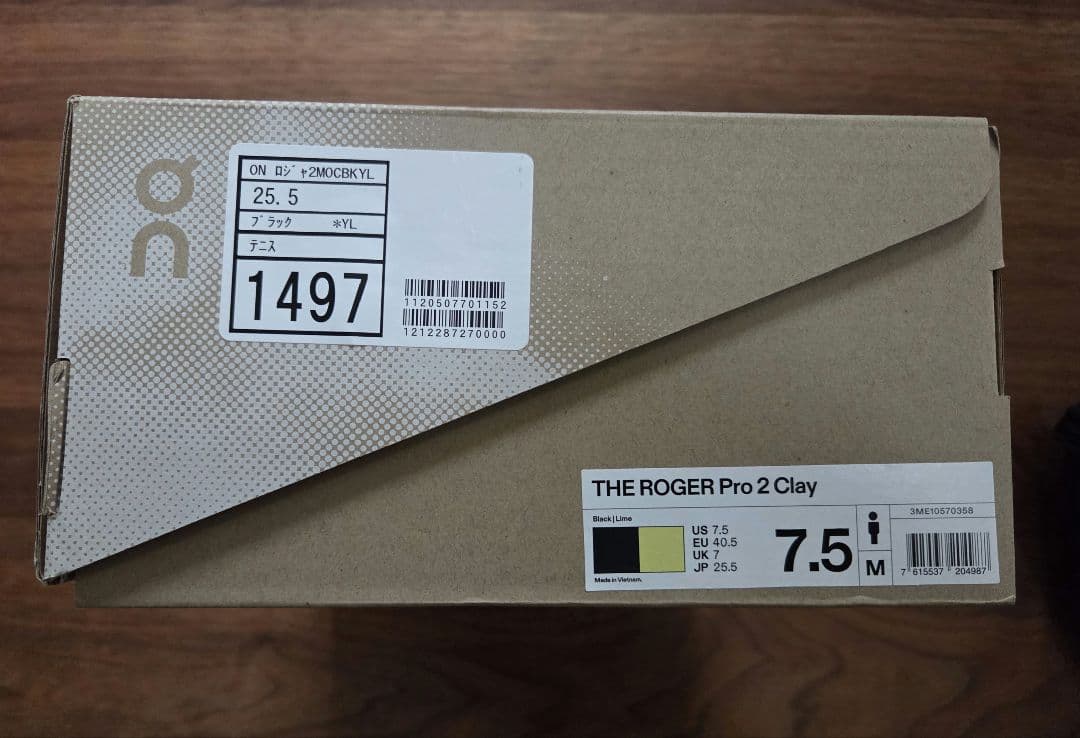 on
ON ﾛｼﾞｬ2MOCBKYL
25.5
ﾌﾞﾗｯｸ *YL
ﾃﾆｽ
1497
1120507701152
1212287270000
THE ROGER Pro 2 Clay
Black | Lime
US 7.5
EU 40.5
UK 7
JP 25.5
Made in Vietnam.
7.5
M
3ME10570358
7 615537 204987